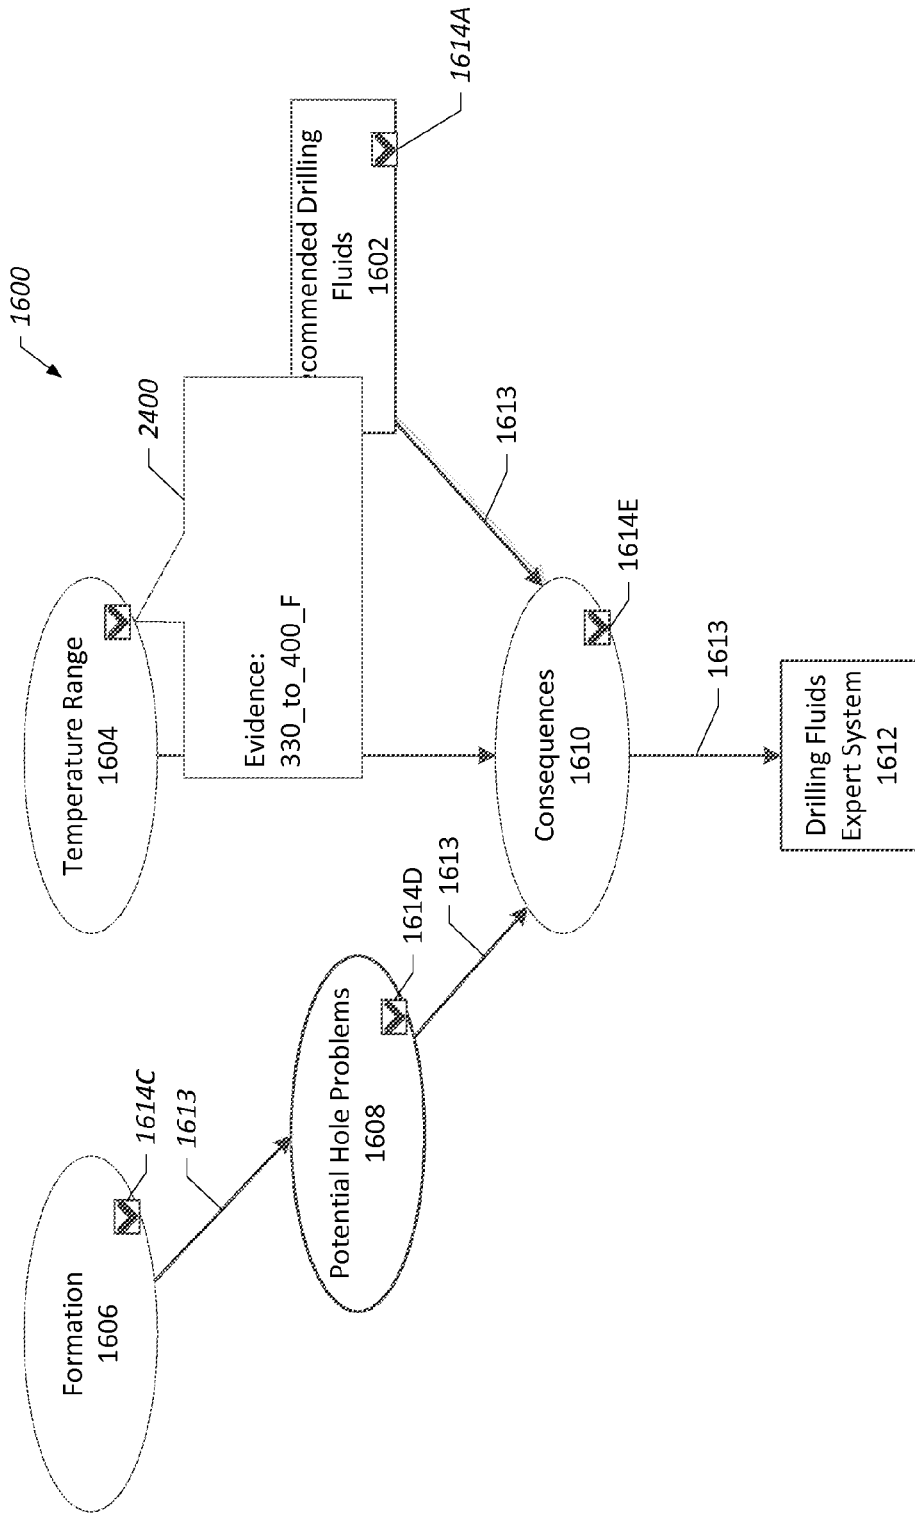 1600
Formation
1606
Temperature Range
1604
1614C
2400
1613
Evidence:
330_to_400_F
ecommended Drilling
Fluids
1602
Potential Hole Problems
1608
1614D
1613
1614A
1613
Consequences
1610
1614E
1613
Drilling Fluids
Expert System
1612